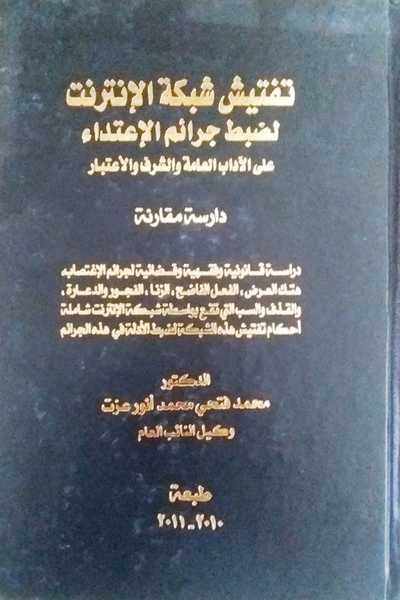 تفتيش شبكة الإنترنت
لضبط جرائم الإعتداء
على الآداب العامة والشرف والاعتبار
دارسة مقارنة
دراسة قانونية وفقهية وقضائية لجرائم الإغتصاب،
هتك العرض، الفعل الفاضح، الزنا، الفجور والدعارة،
والقذف والسب التي تقع بواسطة شبكة الإنترنت شاملة
أحكام تفتيش هذه الشبكة لضبط الأدلة في هذه الجرائم
الدكتور
محمد فتحي محمد أنور عزت
وكيل النائب العام
طبعة
٢٠١٠-٢٠١١